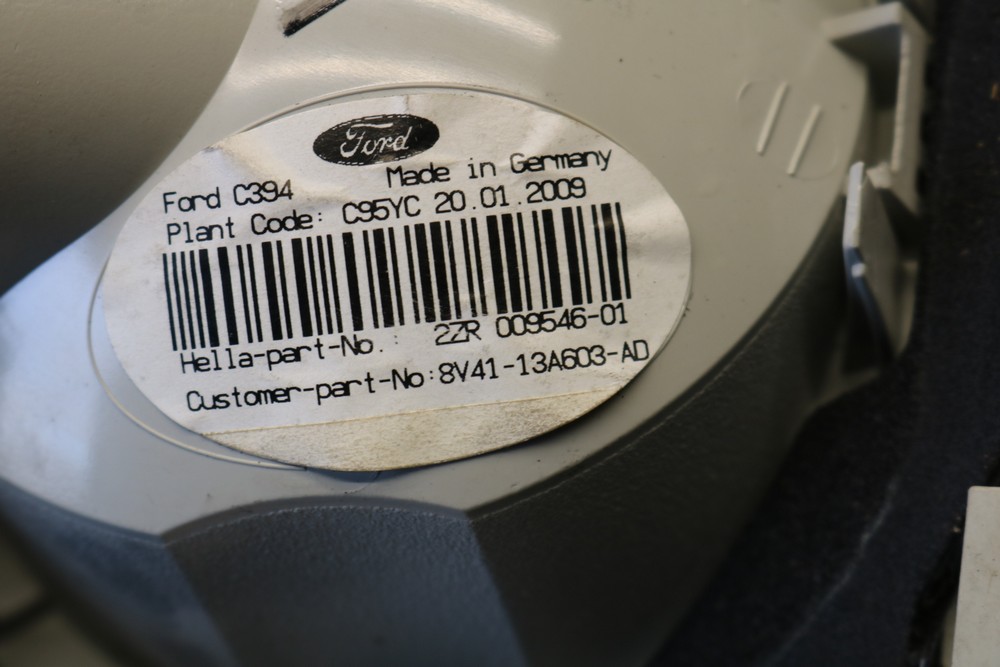 Ford
Made in Germany
Ford C394
Plant Code: C95YC 20.01.2009
Hella-part-No.: 2ZR 009546-01
Customer-part-No:8V41-13A603-AD